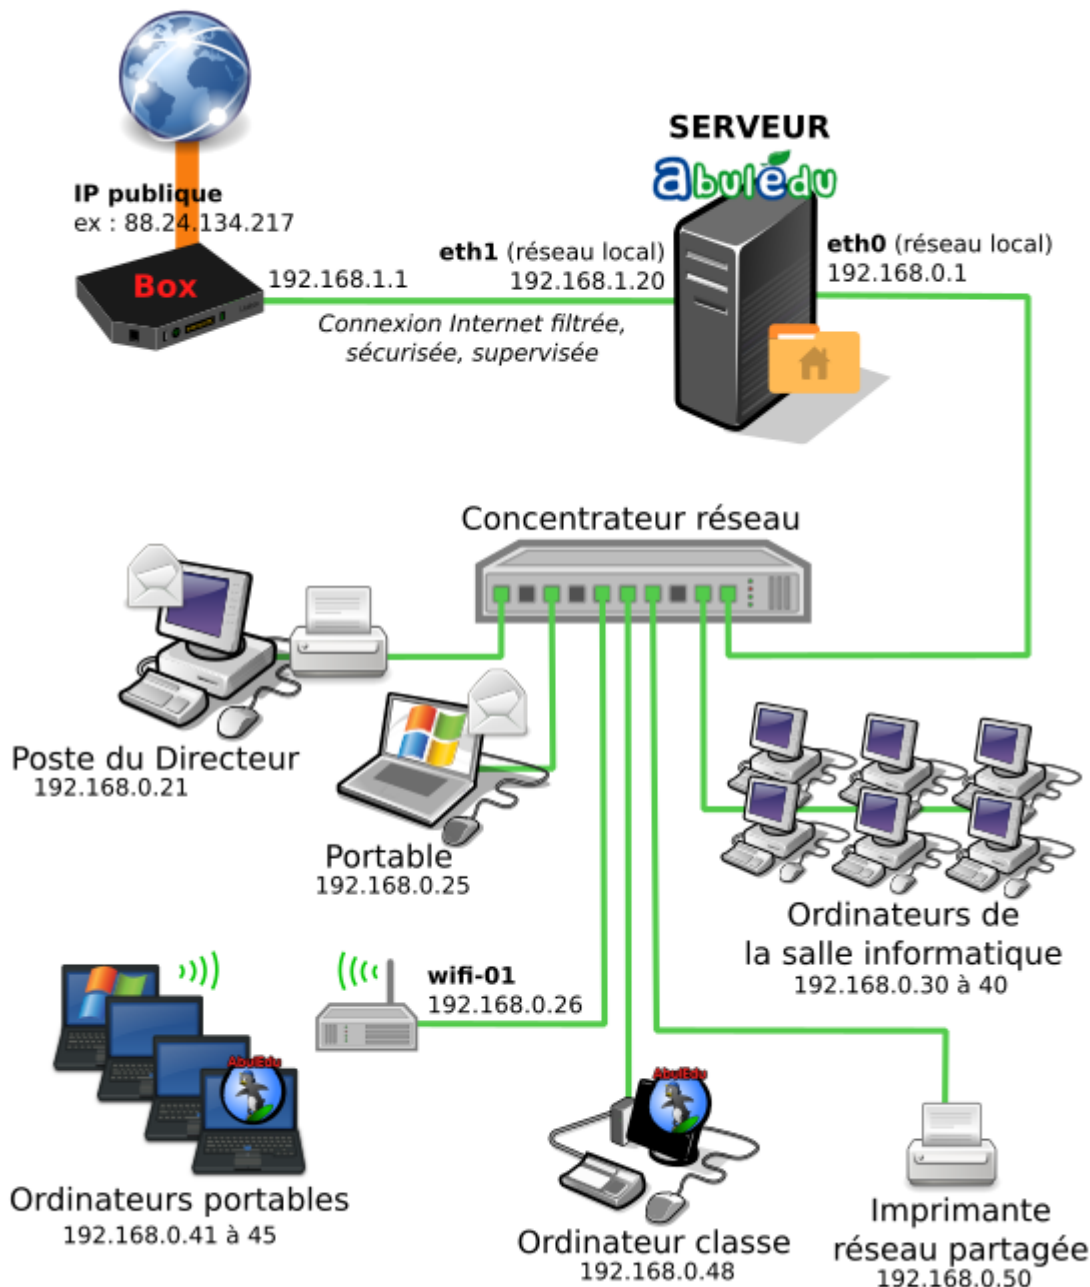 SERVEUR
abulédu
IP publique
ex : 88.24.134.217
eth1 (réseau local)
192.168.1.20
eth0 (réseau local)
192.168.0.1
Box
192.168.1.1
Connexion Internet filtrée,
sécurisée, supervisée
Concentrateur réseau
Poste du Directeur
192.168.0.21
Portable
192.168.0.25
Ordinateurs de
la salle informatique
192.168.0.30 à 40
wifi-01
192.168.0.26
AbulEdu
AbulEdu
Ordinateurs portables
192.168.0.41 à 45
Ordinateur classe
192.168.0.48
Imprimante
réseau partagée
192.168.0.50